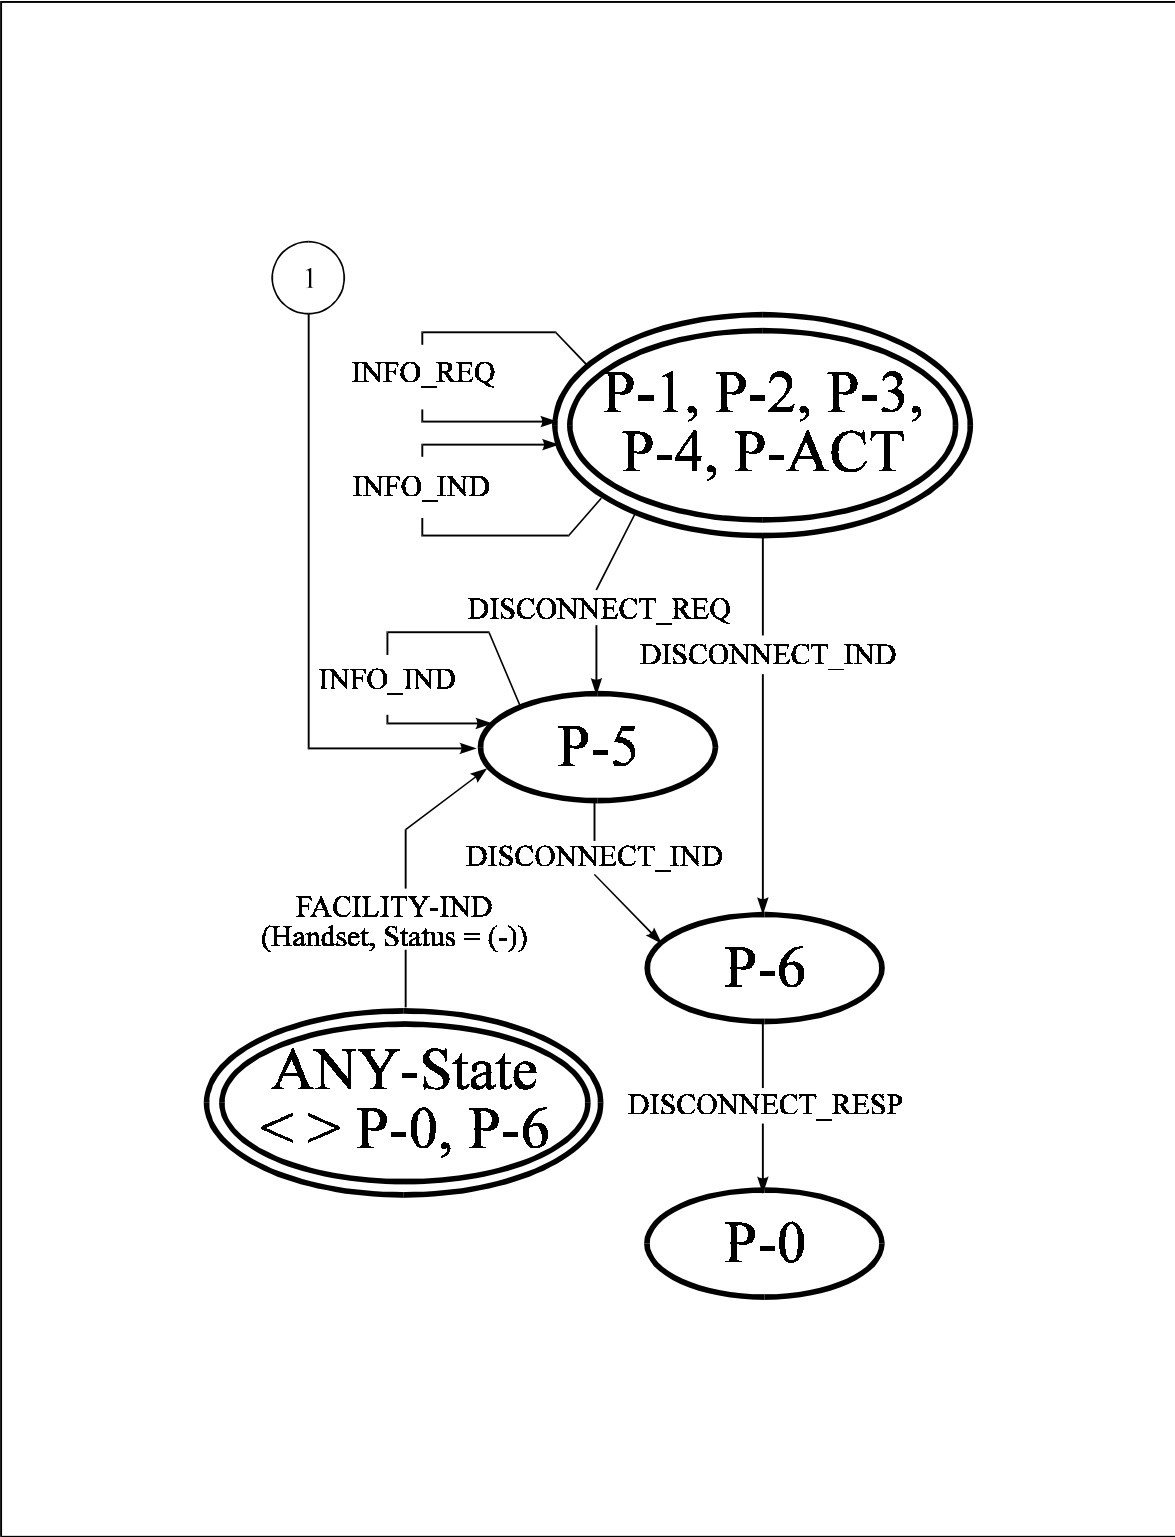 1
INFO_REQ
P-1, P-2, P-3,
P-4, P-ACT
INFO_IND
DISCONNECT_REQ
DISCONNECT_IND
INFO_IND
P-5
DISCONNECT_IND
FACILITY-IND
(Handset, Status = (-))
P-6
ANY-State
< > P-0, P-6
DISCONNECT_RESP
P-0